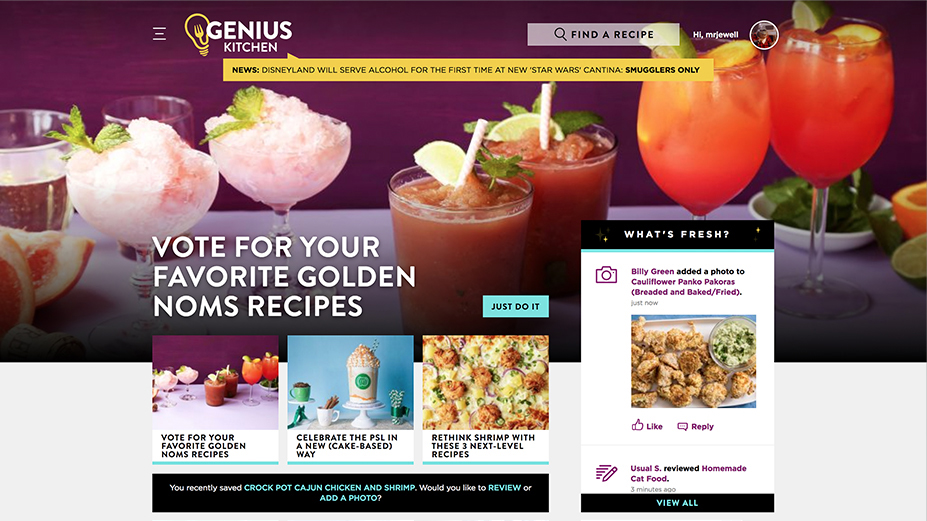 GENIUS
KITCHEN
FIND A RECIPE
Hi, mrjewell
NEWS: DISNEYLAND WILL SERVE ALCOHOL FOR THE FIRST TIME AT NEW 'STAR WARS' CANTINA: SMUGGLERS ONLY
VOTE FOR YOUR
FAVORITE GOLDEN
NOMS RECIPES
JUST DO IT
VOTE FOR YOUR
FAVORITE GOLDEN
NOMS RECIPES
CELEBRATE THE PSL IN
A NEW (CAKE-BASED)
WAY
RETHINK SHRIMP WITH
THESE 3 NEXT-LEVEL
RECIPES
You recently saved CROCK POT CAJUN CHICKEN AND SHRIMP. Would you like to REVIEW or
ADD A PHOTO?
WHAT'S FRESH?
Billy Green added a photo to
Cauliflower Panko Pakoras
(Breaded and Baked/Fried).
just now
Like
Reply
Usual S. reviewed Homemade
Cat Food.
3 minutes ago
VIEW ALL